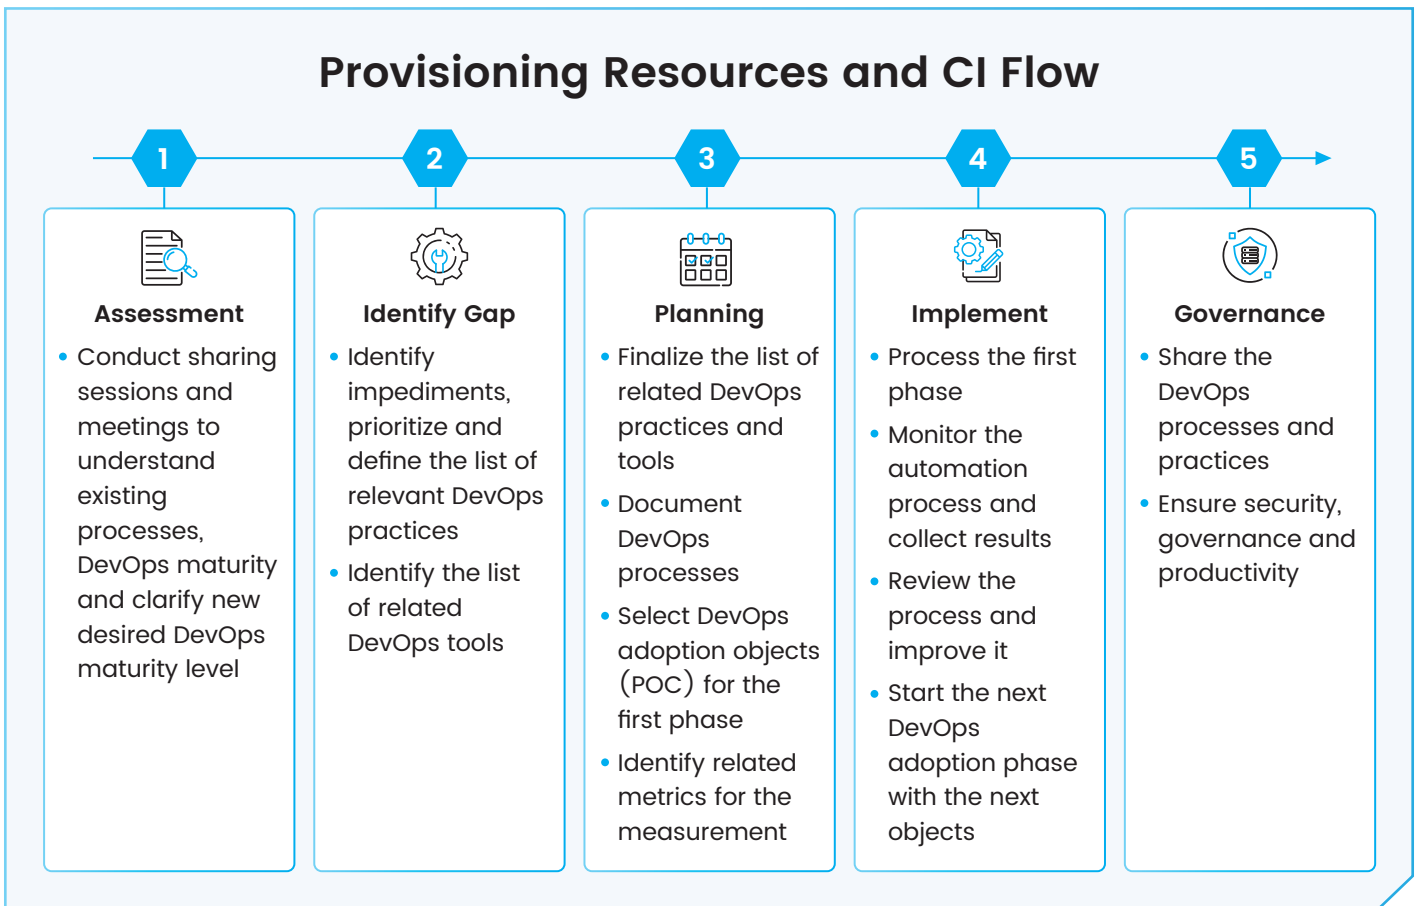 Provisioning Resources and CI Flow
1
2
3
4
5
Assessment
• Conduct sharing
sessions and
meetings to
understand
existing
processes,
DevOps maturity
and clarify new
desired DevOps
maturity level
Identify Gap
• Identify
impediments,
prioritize and
define the list of
relevant DevOps
practices
• Identify the list
of related
DevOps tools
Planning
• Finalize the list of
related DevOps
practices and
tools
• Document
DevOps
processes
• Select DevOps
adoption objects
(POC) for the
first phase
• Identify related
metrics for the
measurement
Implement
• Process the first
phase
• Monitor the
automation
process and
collect results
• Review the
process and
improve it
• Start the next
DevOps
adoption phase
with the next
objects
Governance
• Share the
DevOps
processes and
practices
• Ensure security,
governance and
productivity